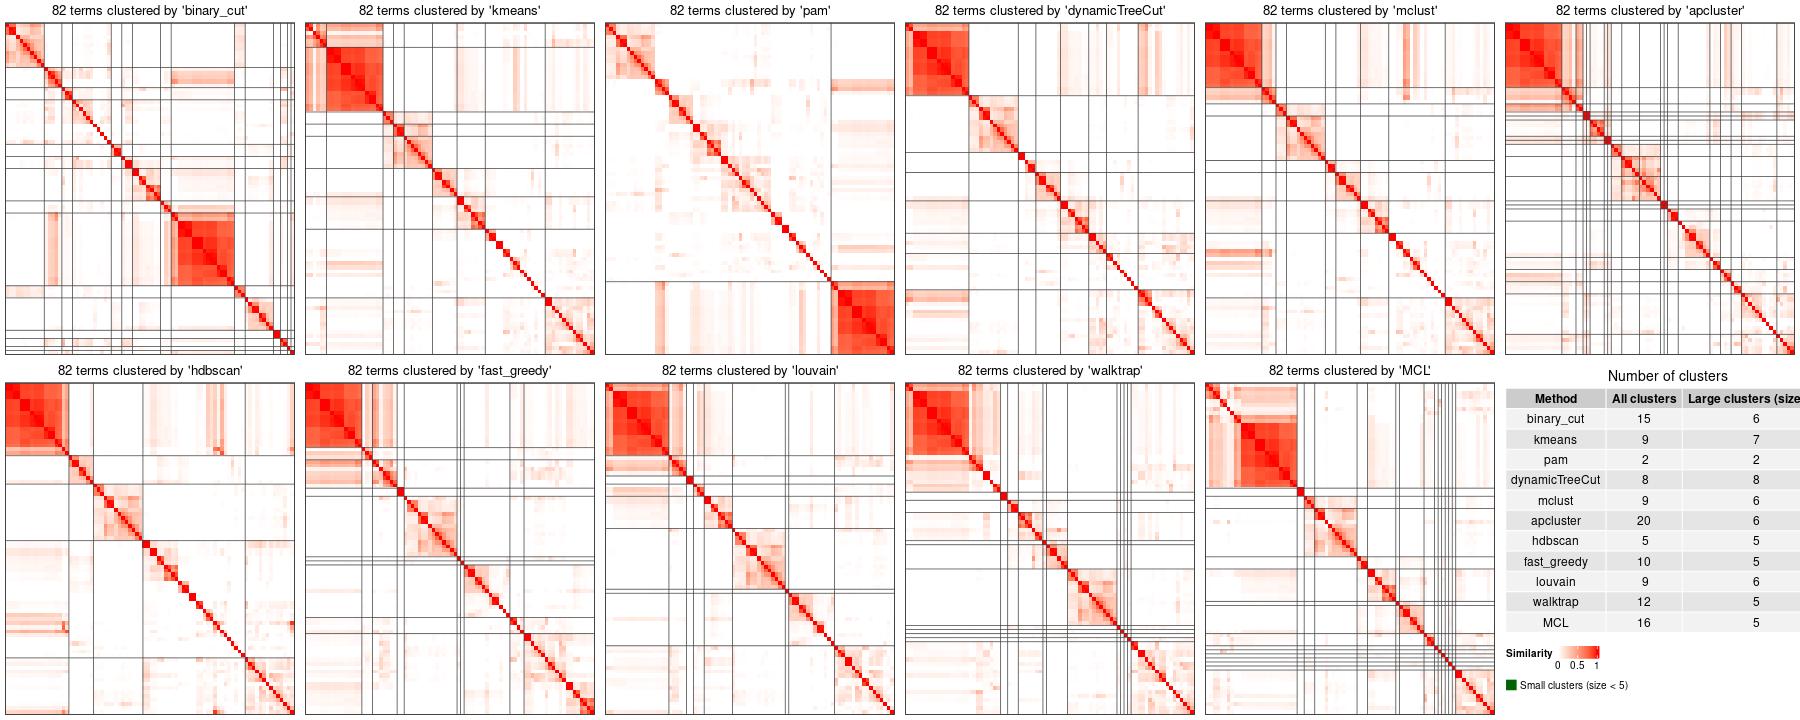 82 terms clustered by 'binary_cut'
82 terms clustered by 'kmeans'
82 terms clustered by 'pam'
82 terms clustered by 'dynamicTreeCut'
82 terms clustered by 'mclust'
82 terms clustered by 'apcluster'
82 terms clustered by 'hdbscan'
82 terms clustered by 'fast_greedy'
82 terms clustered by 'louvain'
82 terms clustered by 'walktrap'
82 terms clustered by 'MCL'
Number of clusters
Method All clusters Large clusters (size
binary_cut 15 6
kmeans 9 7
pam 2 2
dynamicTreeCut 8 8
mclust 9 6
apcluster 20 6
hdbscan 5 5
fast_greedy 10 5
louvain 9 6
walktrap 12 5
MCL 16 5
Similarity
0 0.5 1
Small clusters (size < 5)